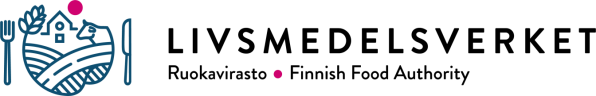 LIVSMEDELSVERKET
Ruokavirasto • Finnish Food Authority